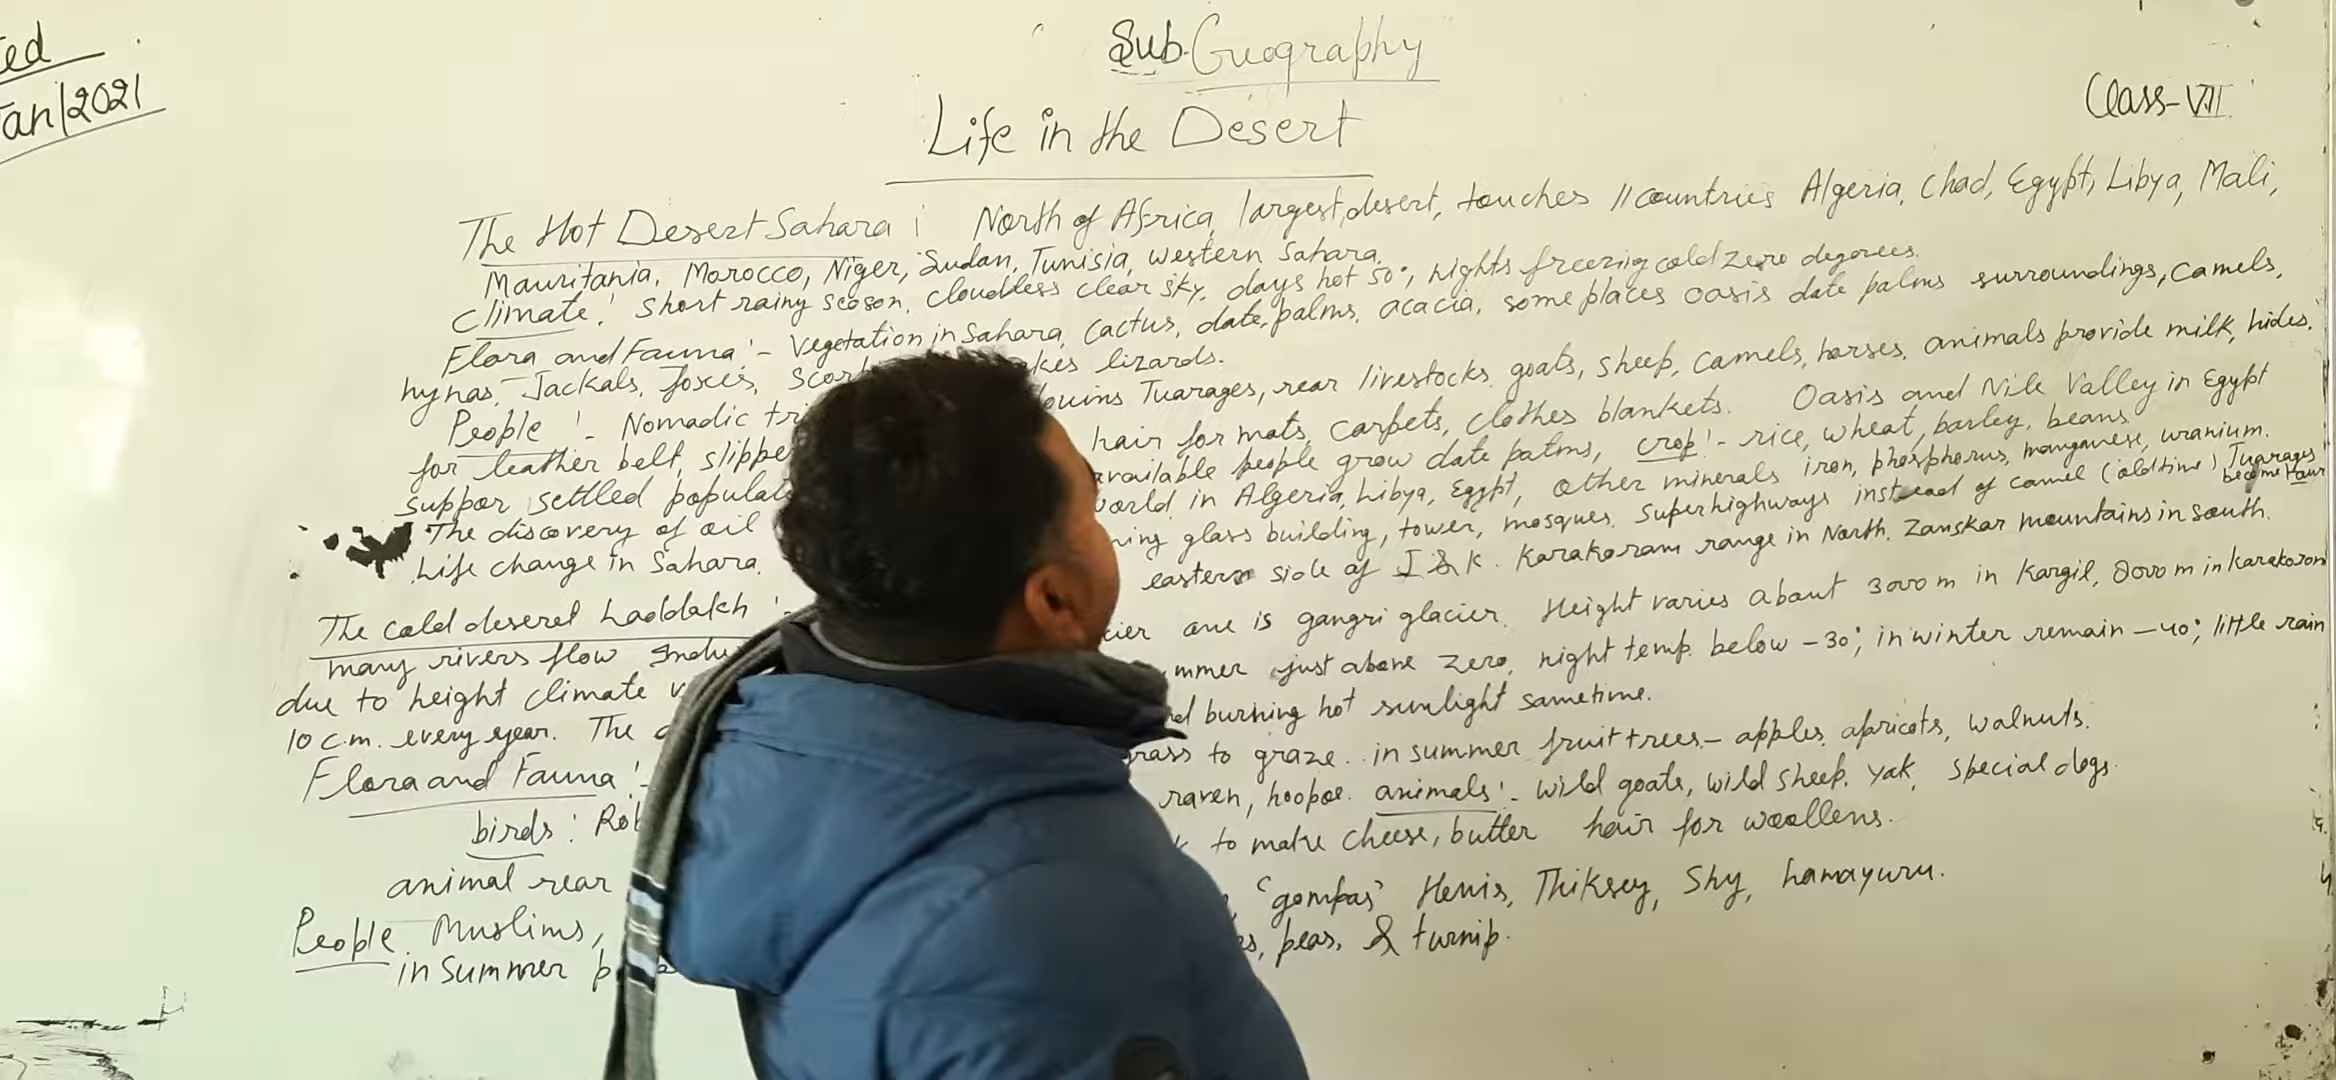 ed
Jan/2021
Sub. Geography
Class-VII
Life in the Desert
The Hot Desert Sahara : North of Africa, largest desert, touches 11 countries Algeria, Chad, Egypt, Libya, Mali,
Mauritania, Morocco, Niger, Sudan, Tunisia, western Sahara.
Climate: Short rainy season, cloudless clear sky, days hot 50°, nights freezing cold zero degrees.
Flora and Fauna:- Vegetation in Sahara, Cactus, date, palms, acacia, some places oasis date palms surroundings, camels,
hynas, Jackals, foxes, Scor kes lizards.
People :- Nomadic tri ouins Tuarages, rear livestocks goats, sheep, camels, horses, animals provide milk, hides,
for leather belt, slippe hair for mats, carpets, clothes blankets. Oasis and Nile Valley in Egypt
suppor settled populat available people grow date palms, crop:- rice, wheat, barley, beans
The discovery of oil world in Algeria, Libya, Egypt, other minerals iron, phosphorus, manganese, uranium.
Life change in Sahara. ning glass building, tower, mosques, Superhighways instead of camel (old time) Tuarages become
The cold deseret Laddakh :- eastern side of J & K. Karakoram range in North, Zanskar mountains in south.
many rivers flow Indu cier one is gangri glacier. Height varies about 3000 m in Kargil, 8000 m in karakoram
due to height climate v mmer just above zero, night temp. below -30°, in winter remain -40°, little rain
10 c.m. every year. The nd burning hot sunlight sametime.
Flora and Fauna:- grass to graze. in summer fruit trees- apples, apricots, walnuts.
birds: Rob raven, hoopoe. animals:- wild goats, wild sheep, yak, special dogs.
animal rear to make cheese, butter hair for woollens.
People Muslims, 'gompas' Hemis, Thiksey, Shy, Lamayuru.
in summer p es, peas, & turnip.